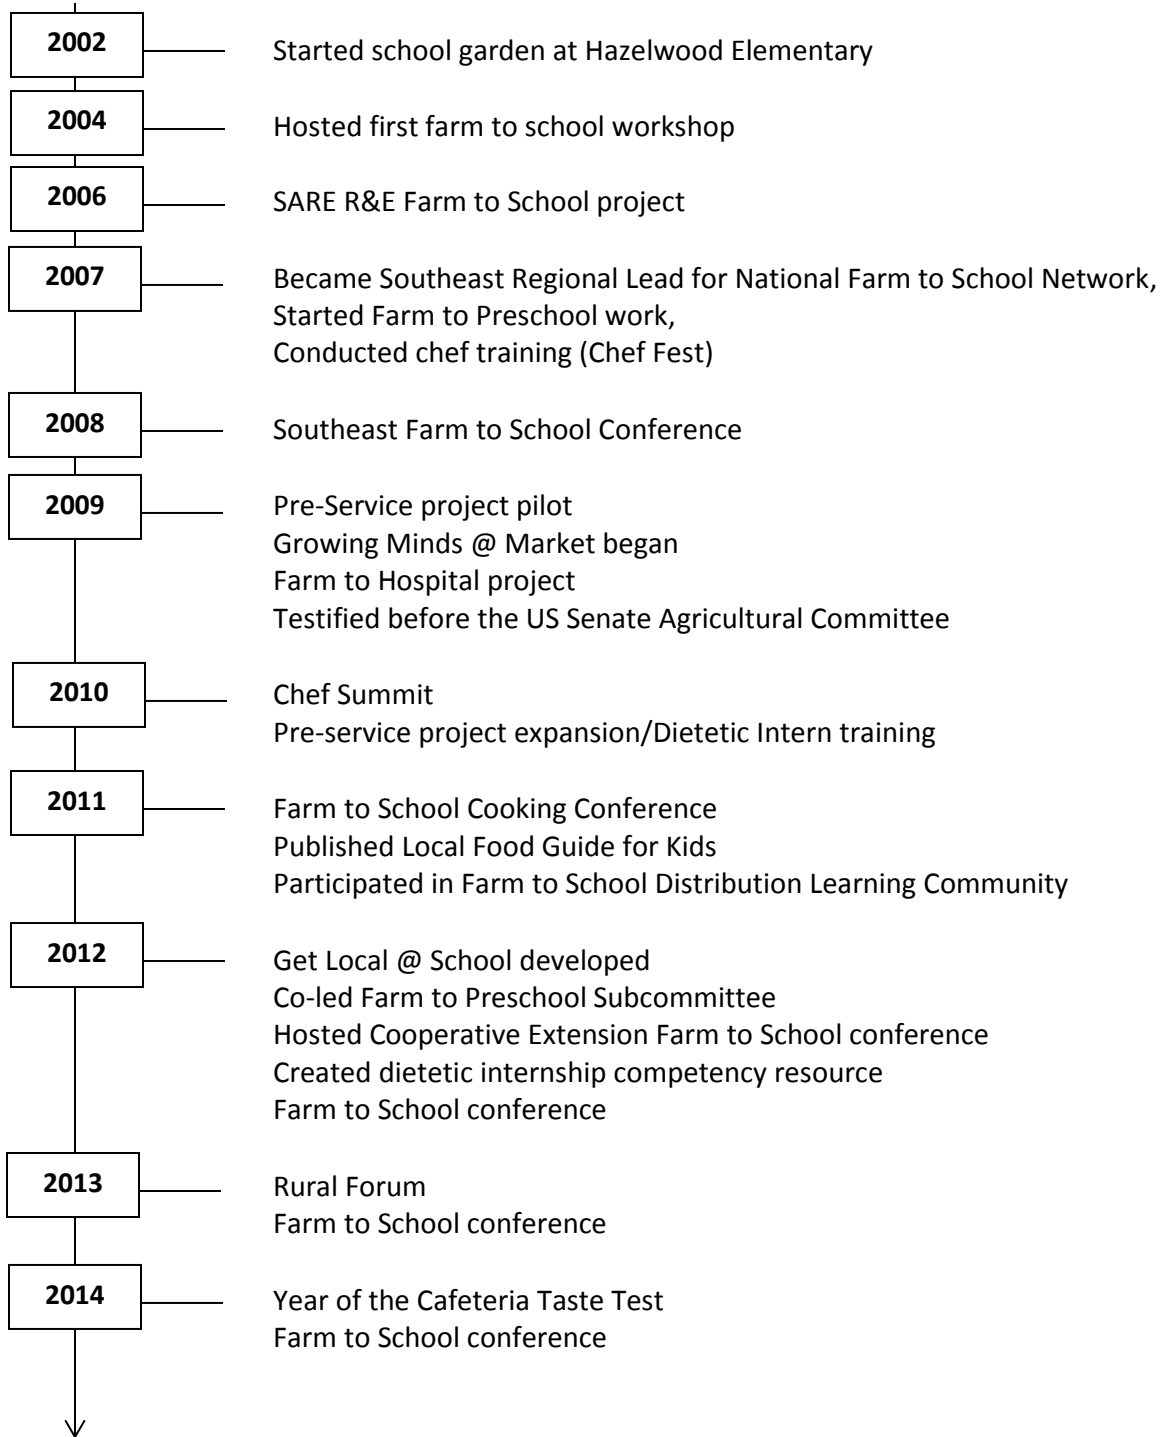 2002
Started school garden at Hazelwood Elementary
2004
Hosted first farm to school workshop
2006
SARE R&E Farm to School project
2007
Became Southeast Regional Lead for National Farm to School Network,
Started Farm to Preschool work,
Conducted chef training (Chef Fest)
2008
Southeast Farm to School Conference
2009
Pre-Service project pilot
Growing Minds @ Market began
Farm to Hospital project
Testified before the US Senate Agricultural Committee
2010
Chef Summit
Pre-service project expansion/Dietetic Intern training
2011
Farm to School Cooking Conference
Published Local Food Guide for Kids
Participated in Farm to School Distribution Learning Community
2012
Get Local @ School developed
Co-led Farm to Preschool Subcommittee
Hosted Cooperative Extension Farm to School conference
Created dietetic internship competency resource
Farm to School conference
2013
Rural Forum
Farm to School conference
2014
Year of the Cafeteria Taste Test
Farm to School conference